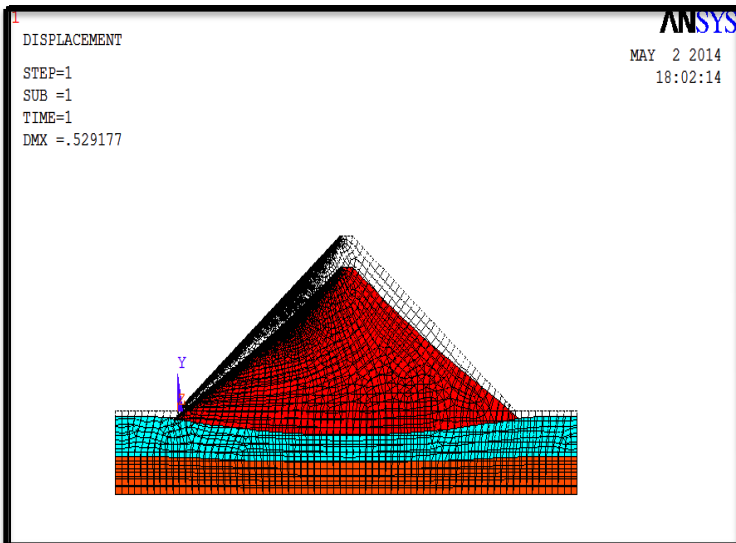 1
DISPLACEMENT
STEP=1
SUB =1
TIME=1
DMX =.529177
ANSYS
MAY 2 2014
18:02:14
Y